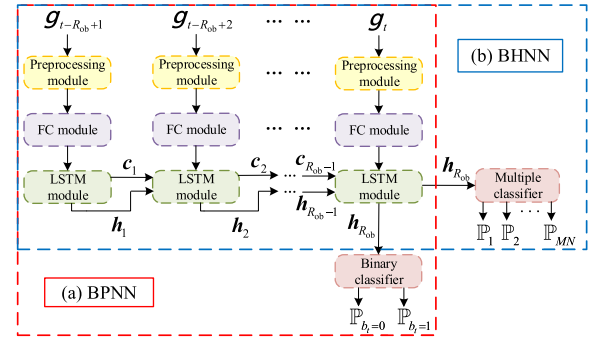 g_{t−R_ob+1} g_{t−R_ob+2} ··· ··· g_t
Preprocessing module Preprocessing module ··· ··· Preprocessing module
(b) BHNN
FC module FC module ··· ··· FC module
c_1 c_2 c_{R_ob−1}
LSTM module LSTM module ··· ··· LSTM module
h_{R_ob}
Multiple classifier
h_1 h_2 h_{R_ob−1}
h_{R_ob}
ℙ_1 ℙ_2 ··· ℙ_{MN}
Binary classifier
(a) BPNN
ℙ_{b_t=0} ℙ_{b_t=1}